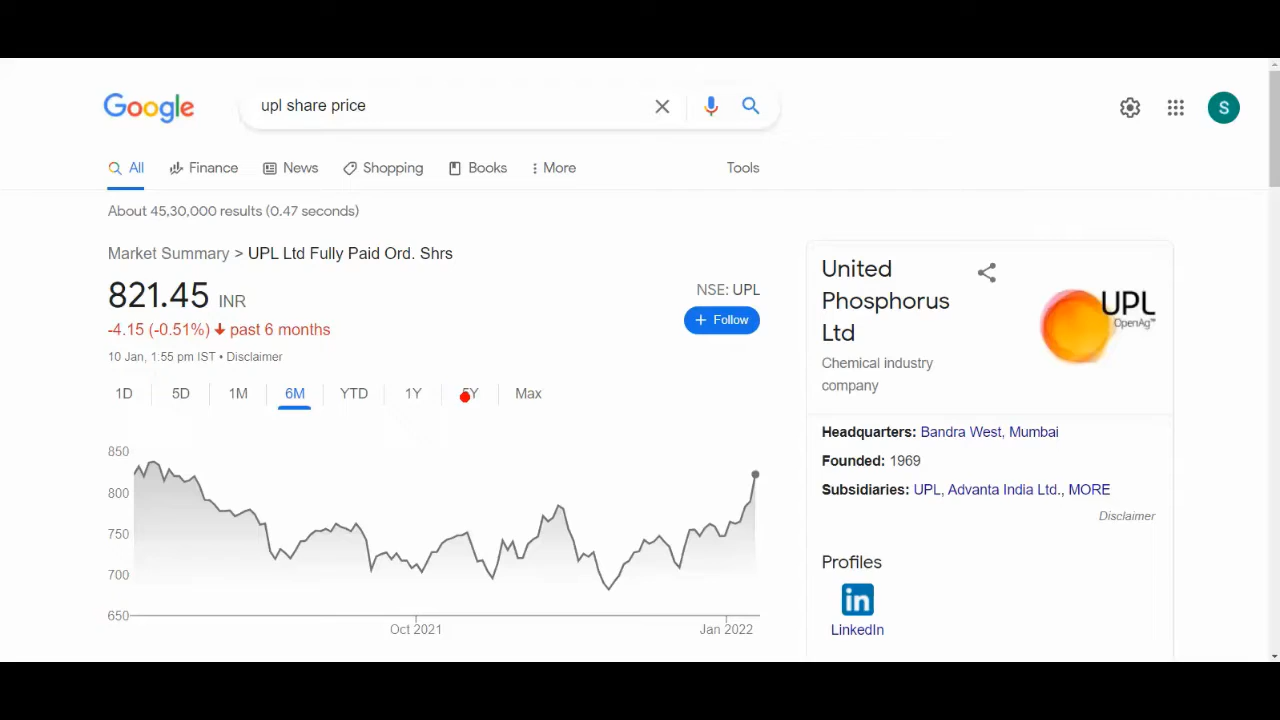 Google
upl share price
S
All Finance News Shopping Books More Tools
About 45,30,000 results (0.47 seconds)
Market Summary > UPL Ltd Fully Paid Ord. Shrs
821.45 INR
NSE: UPL
+ Follow
-4.15 (-0.51%) past 6 months
10 Jan, 1.55 pm IST • Disclaimer
1D 5D 1M 6M YTD 1Y 5Y Max
850
800
750
700
650
Oct 2021 Jan 2022
United
Phosphorus
Ltd
Chemical industry
company
UPL
OpenAg™
Headquarters: Bandra West, Mumbai
Founded: 1969
Subsidiaries: UPL, Advanta India Ltd., MORE
Disclaimer
Profiles
in
LinkedIn